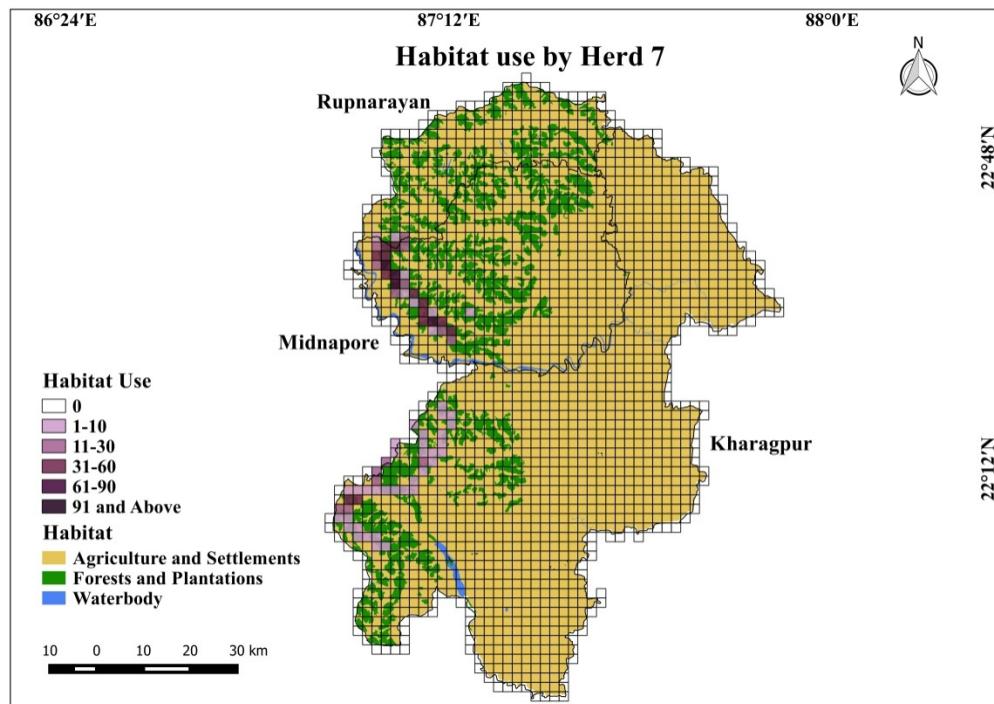 86°24′E 87°12′E 88°0′E
Habitat use by Herd 7
N
Rupnarayan
22°48′N
Midnapore
Habitat Use
0
1-10
11-30
31-60
61-90
91 and Above
Kharagpur
22°12′N
Habitat
Agriculture and Settlements
Forests and Plantations
Waterbody
10 0 10 20 30 km